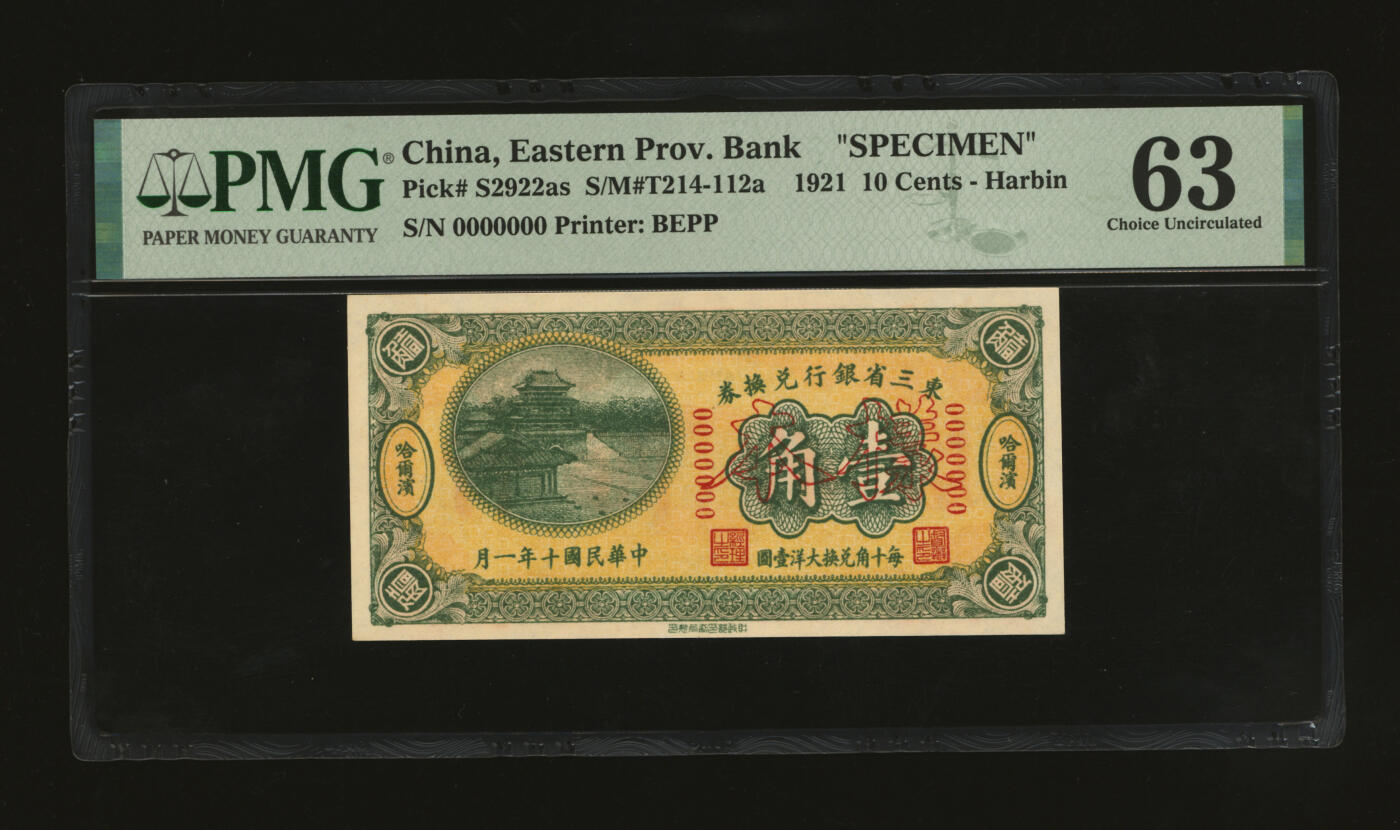 PMG®
PAPER MONEY GUARANTY
China, Eastern Prov. Bank "SPECIMEN"
Pick# S2922as S/M#T214-112a 1921 10 Cents - Harbin
S/N 0000000 Printer: BEPP
63
Choice Uncirculated
券換兌行銀省三東
0000000
0000000
角壹
哈爾濱
哈爾濱
圓壹洋大換兌角十每
月一年十國民華中